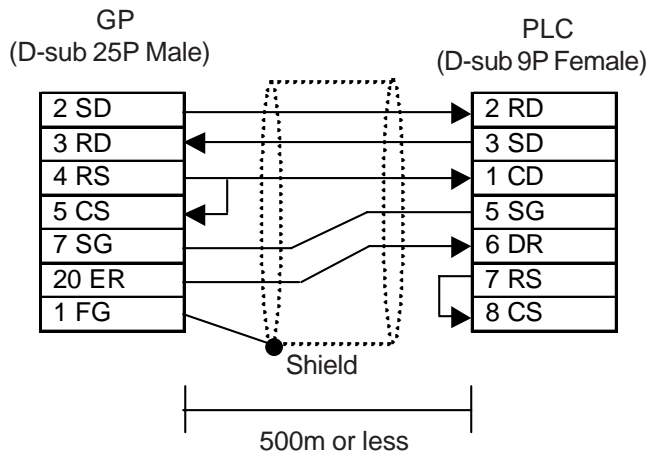 GP
(D-sub 25P Male)
PLC
(D-sub 9P Female)
2 SD
3 RD
4 RS
5 CS
7 SG
20 ER
1 FG
2 RD
3 SD
1 CD
5 SG
6 DR
7 RS
8 CS
Shield
500m or less